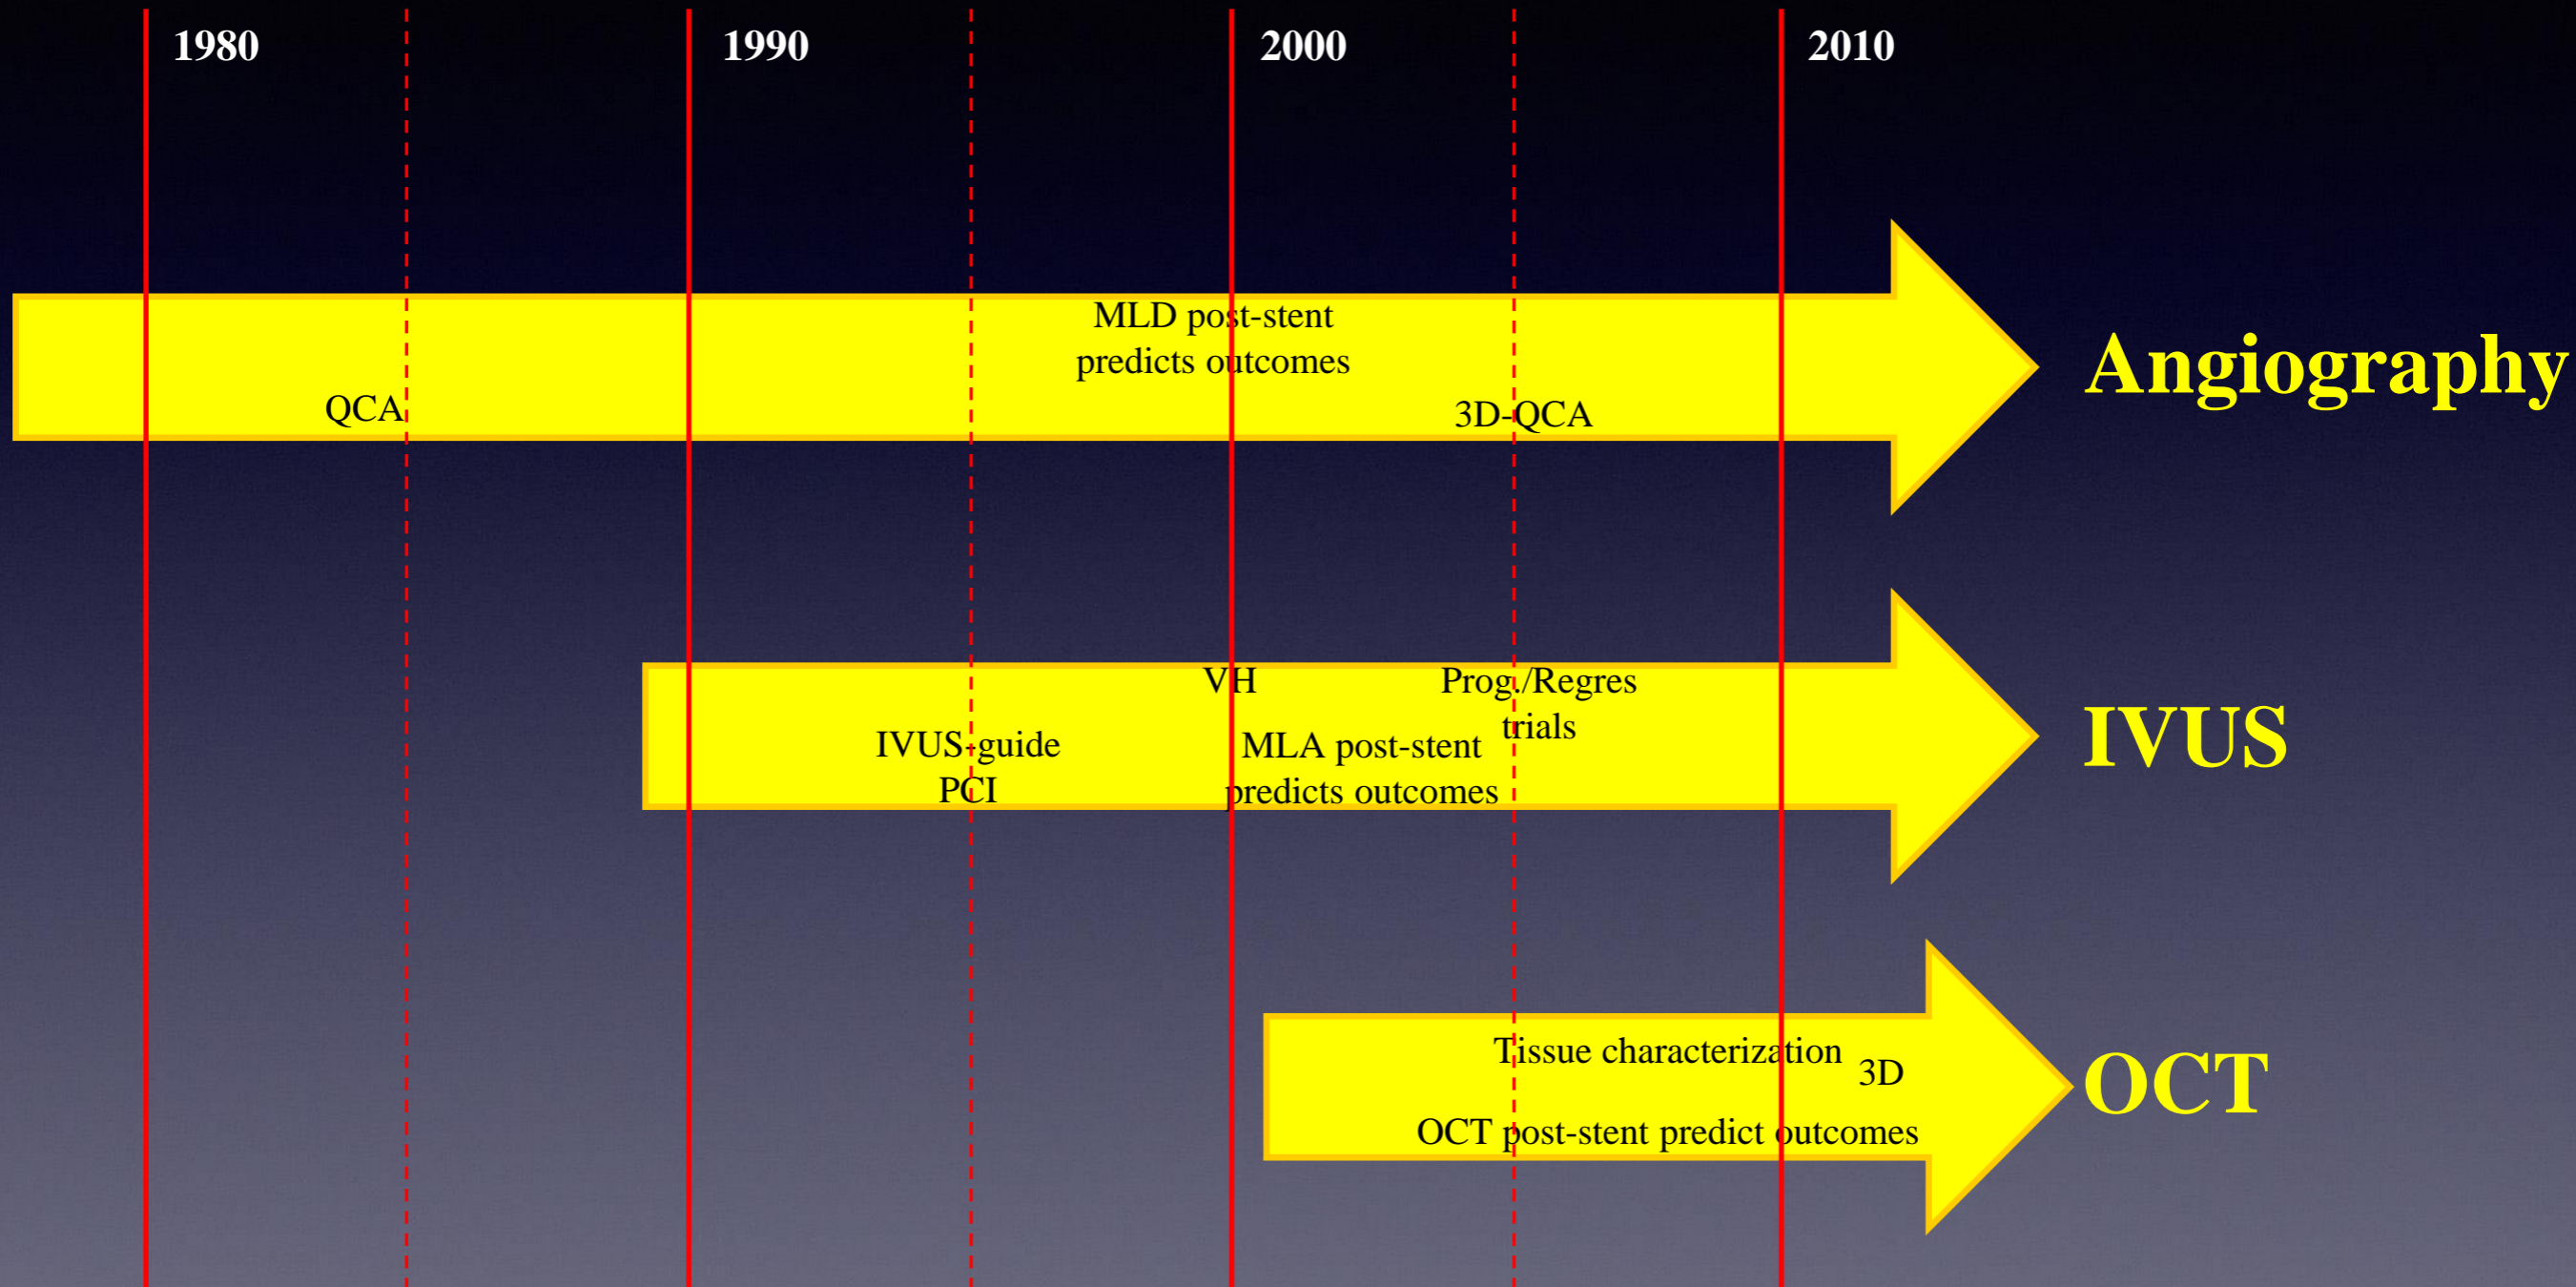 1980
1990
2000
2010
MLD post-stent
predicts outcomes
QCA
3D-QCA
Angiography
VH
Prog./Regres
trials
IVUS-guide
PCI
MLA post-stent
predicts outcomes
IVUS
Tissue characterization
3D
OCT post-stent predict outcomes
OCT